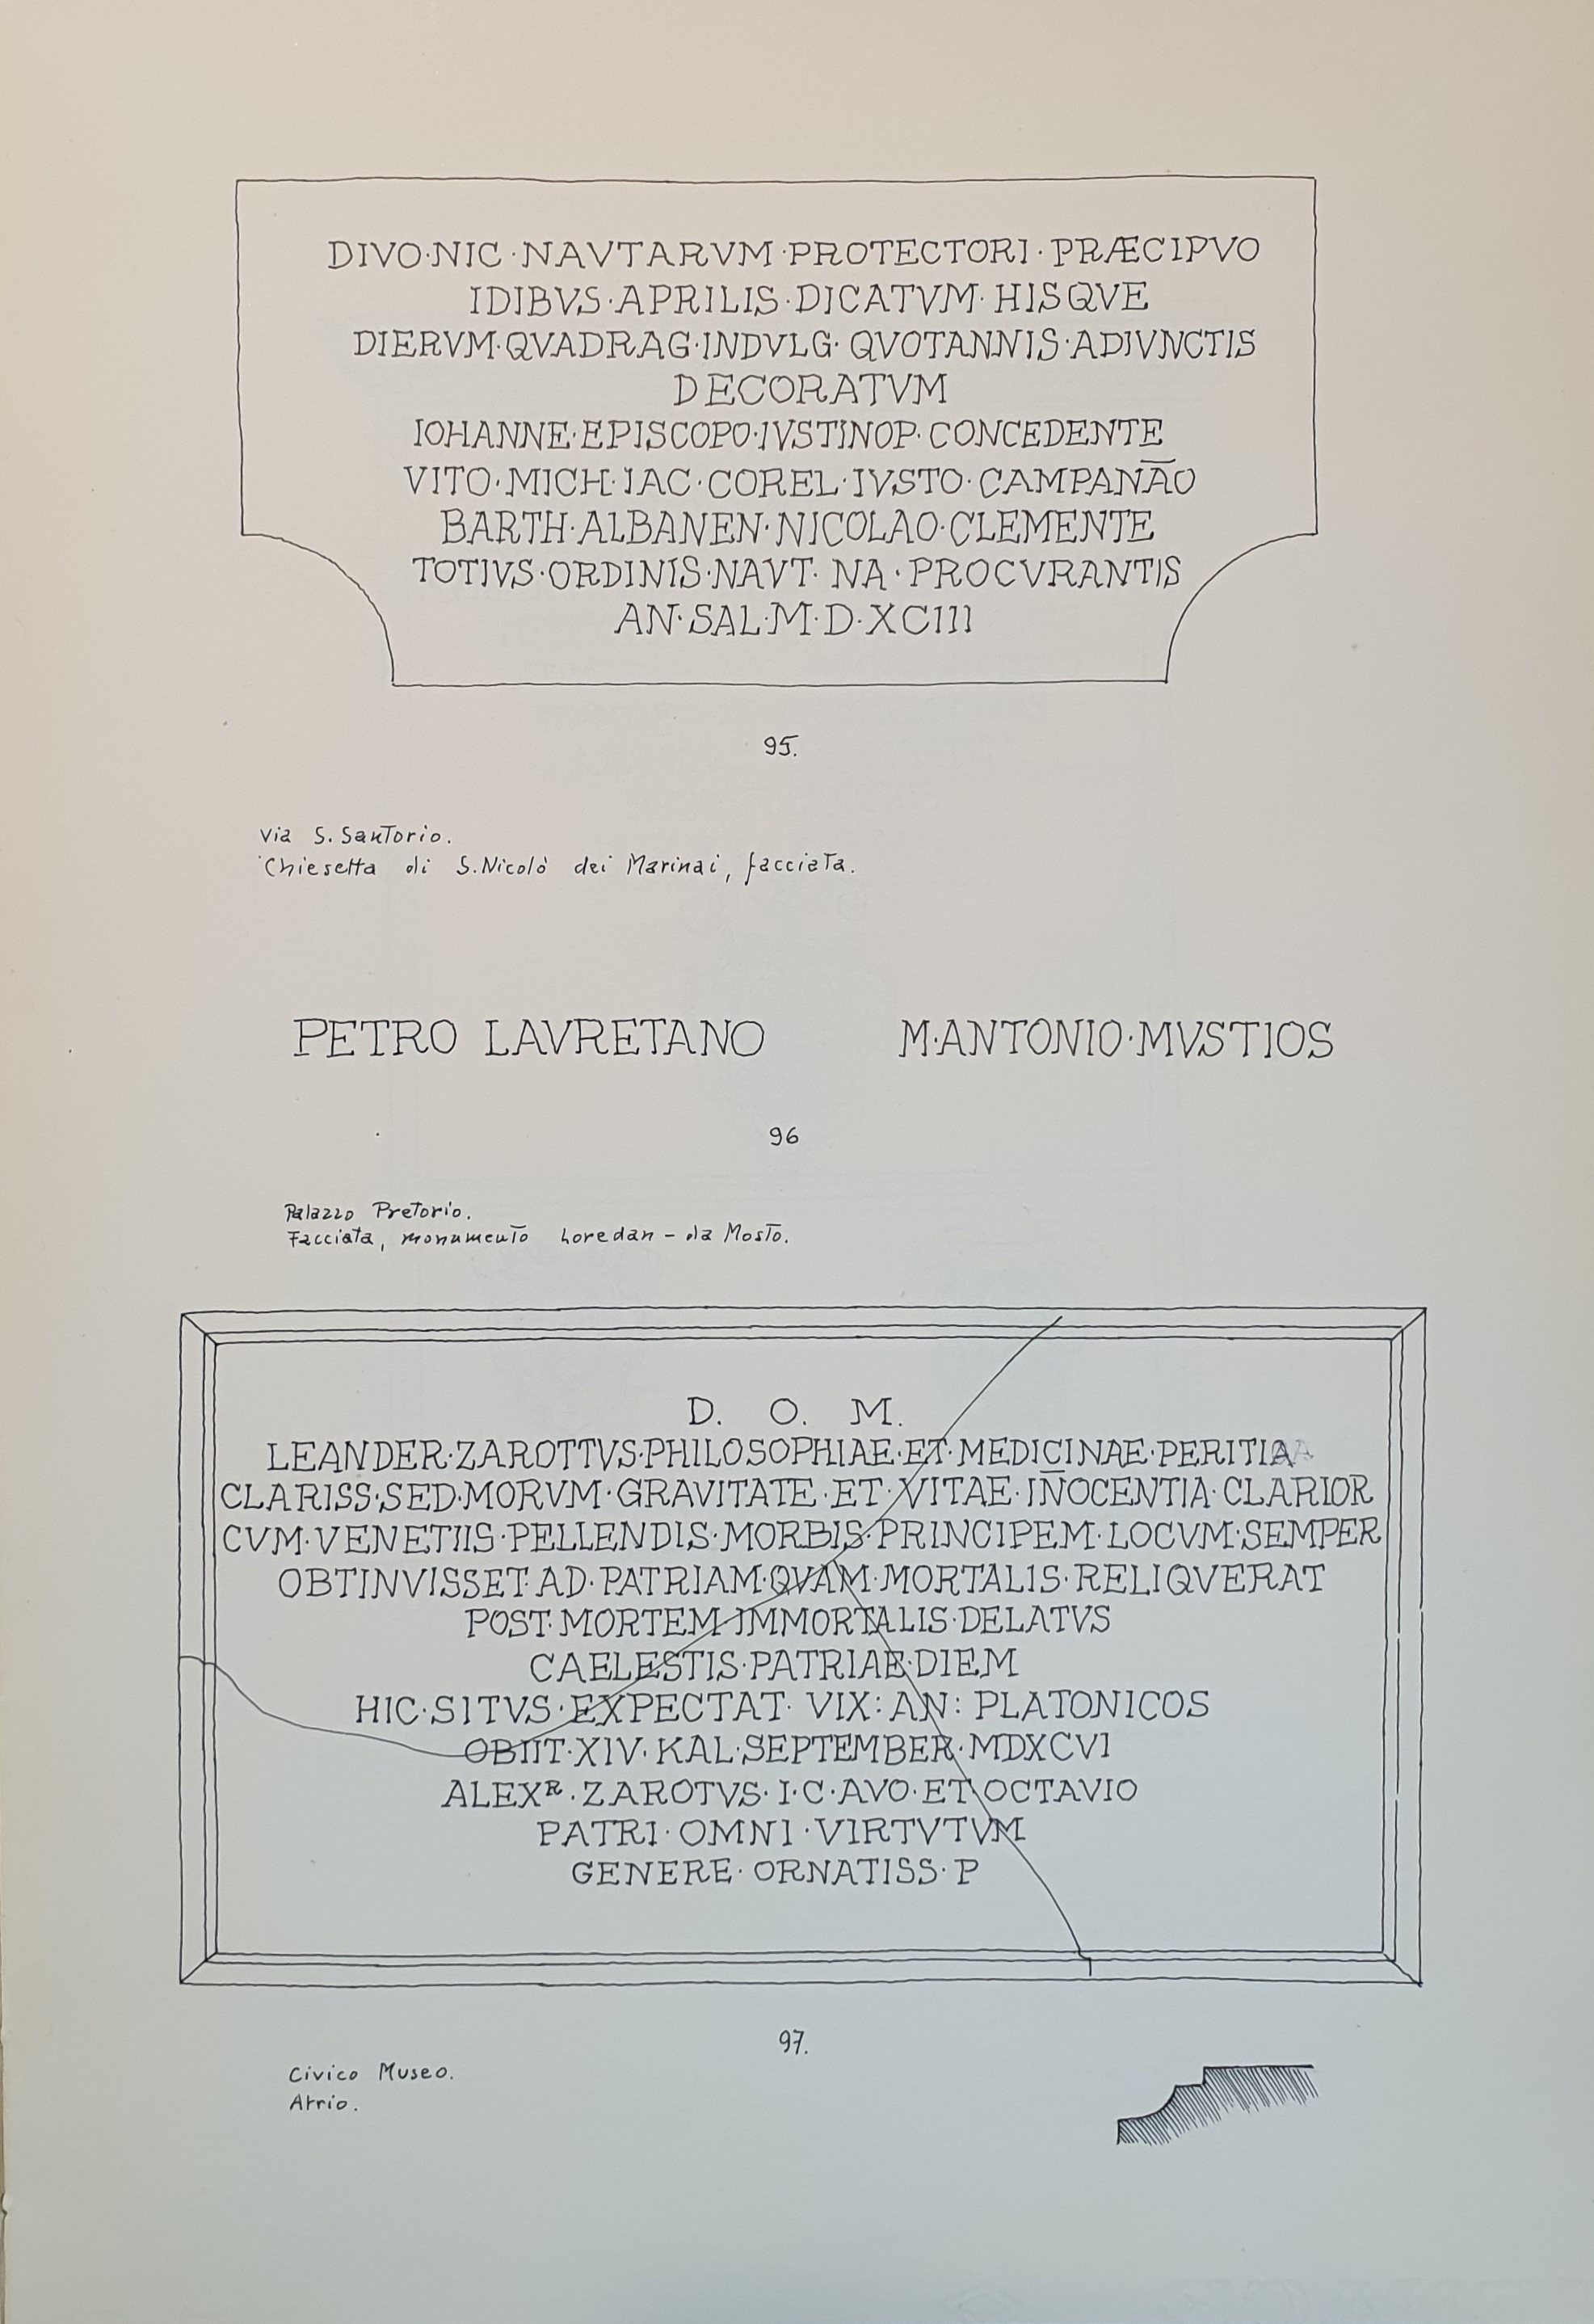 DIVO·NIC·NAVTARVM·PROTECTORI·PRÆCIPVO
IDIBVS·APRILIS·DICATVM·HISQVE
DIERVM·QVADRAG·INDVLG·QVOTANNIS·ADIVNCTIS
DECORATVM
IOHANNE·EPISCOPO·IVSTINOP·CONCEDENTE
VITO·MICH·IAC·COREL·IVSTO·CAMPANĀO
BARTH·ALBANEN·NICOLAO·CLEMENTE
TOTIVS·ORDINIS·NAVT·NA·PROCVRANTIS
AN·SAL·M·D·XCIII
95.
Via S. Santorio.
Chiesetta di S. Nicolò dei Marinai, facciata.
PETRO LAVRETANO M·ANTONIO·MVSTIOS
96
Palazzo Pretorio.
Facciata, monumento Loredan - da Mosto.
D. O. M.
LEANDER·ZAROTTVS·PHILOSOPHIAE·ET·MEDICINAE·PERITIA
CLARISS·SED·MORVM·GRAVITATE·ET·VITAE·IN̄OCENTIA·CLARIOR
CVM·VENETIIS·PELLENDIS·MORBIS·PRINCIPEM·LOCVM·SEMPER
OBTINVISSET·AD·PATRIAM·QVAM·MORTALIS·RELIQVERAT
POST·MORTEM·IMMORTALIS·DELATVS
CAELESTIS·PATRIAE·DIEM
HIC·SITVS·EXPECTAT·VIX:AN:PLATONICOS
OBIIT·XIV·KAL·SEPTEMBER·MDXCVI
ALEXᴿ·ZAROTVS·I·C·AVO·ET·OCTAVIO
PATRI·OMNI·VIRTVTVM
GENERE·ORNATISS·P
97.
Civico Museo.
Atrio.